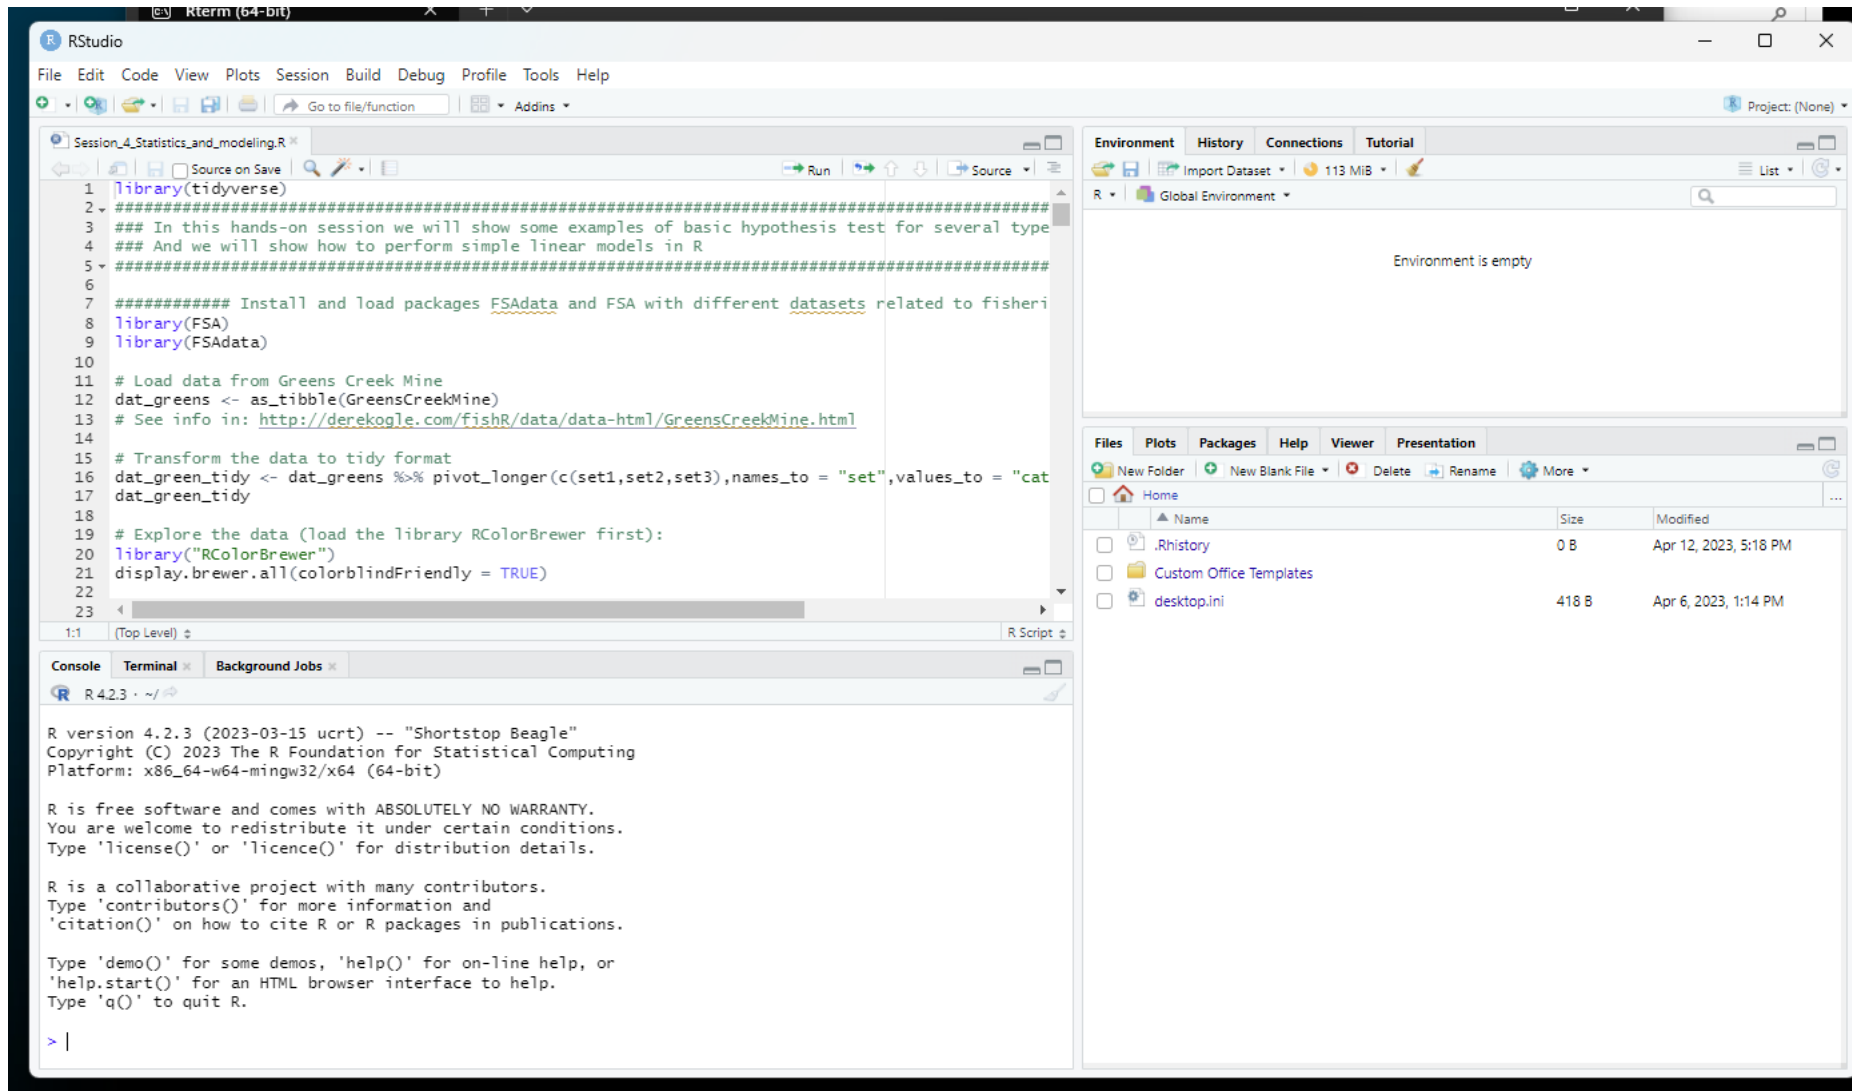 Rterm (64-bit)
RStudio
File Edit Code View Plots Session Build Debug Profile Tools Help
Go to file/function Addins Project: (None)
Session_4_Statistics_and_modeling.R
Source on Save Run Source
1 library(tidyverse)
2 #################################################################################################
3 ### In this hands-on session we will show some examples of basic hypothesis test for several type
4 ### And we will show how to perform simple linear models in R
5 #################################################################################################
6
7 ############ Install and load packages FSAdata and FSA with different datasets related to fisheri
8 library(FSA)
9 library(FSAdata)
10
11 # Load data from Greens Creek Mine
12 dat_greens <- as_tibble(GreensCreekMine)
13 # See info in: http://derekogle.com/fishR/data/data-html/GreensCreekMine.html
14
15 # Transform the data to tidy format
16 dat_green_tidy <- dat_greens %>% pivot_longer(c(set1,set2,set3),names_to = "set",values_to = "cat
17 dat_green_tidy
18
19 # Explore the data (load the library RColorBrewer first):
20 library("RColorBrewer")
21 display.brewer.all(colorblindFriendly = TRUE)
22
23
1:1 (Top Level) R Script
Console Terminal Background Jobs
R 4.2.3 · ~/
R version 4.2.3 (2023-03-15 ucrt) -- "Shortstop Beagle"
Copyright (C) 2023 The R Foundation for Statistical Computing
Platform: x86_64-w64-mingw32/x64 (64-bit)
R is free software and comes with ABSOLUTELY NO WARRANTY.
You are welcome to redistribute it under certain conditions.
Type 'license()' or 'licence()' for distribution details.
R is a collaborative project with many contributors.
Type 'contributors()' for more information and
'citation()' on how to cite R or R packages in publications.
Type 'demo()' for some demos, 'help()' for on-line help, or
'help.start()' for an HTML browser interface to help.
Type 'q()' to quit R.
>
Environment History Connections Tutorial
Import Dataset 113 MiB List
R Global Environment
Environment is empty
Files Plots Packages Help Viewer Presentation
New Folder New Blank File Delete Rename More
Home ...
Name Size Modified
.Rhistory 0 B Apr 12, 2023, 5:18 PM
Custom Office Templates
desktop.ini 418 B Apr 6, 2023, 1:14 PM